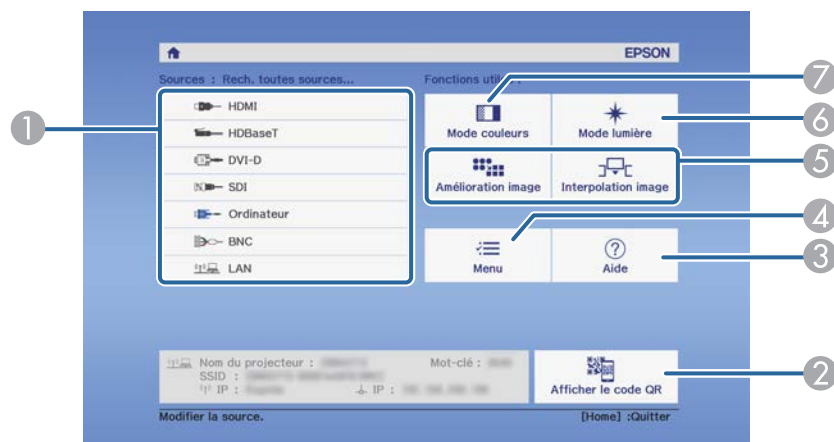 EPSON
Sources : Rech. toutes sources...
Fonctions
HDMI
HDBaseT
DVI-D
SDI
Ordinateur
BNC
LAN
Mode couleurs
Mode lumière
Amélioration image
Interpolation image
Menu
Aide
Nom du projecteur :
Mot-clé :
SSID :
IP :
IP :
Afficher le code QR
Modifier la source.
[Home] :Quitter
1
7
6
5
4
3
2